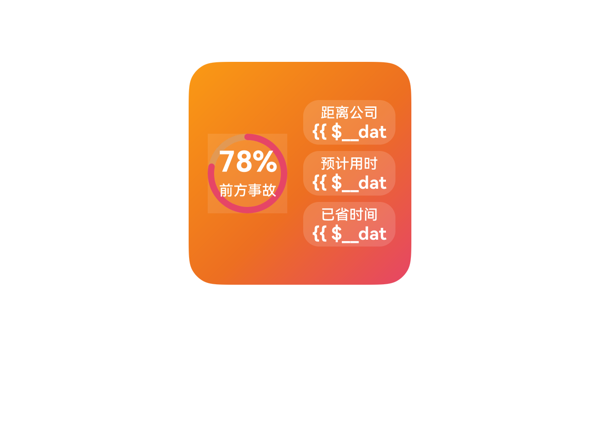 78%
前方事故
距离公司
{{ $__dat
预计用时
{{ $__dat
已省时间
{{ $__dat